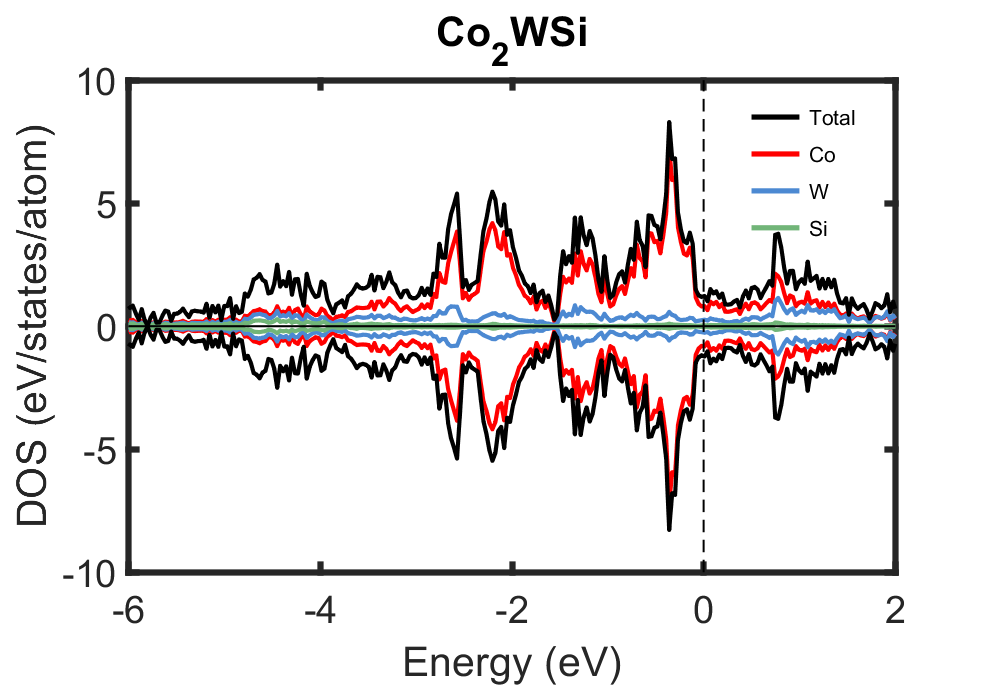 Co₂WSi
10
5
0
-5
-10
DOS (eV/states/atom)
Total
Co
W
Si
-6 -4 -2 0 2
Energy (eV)